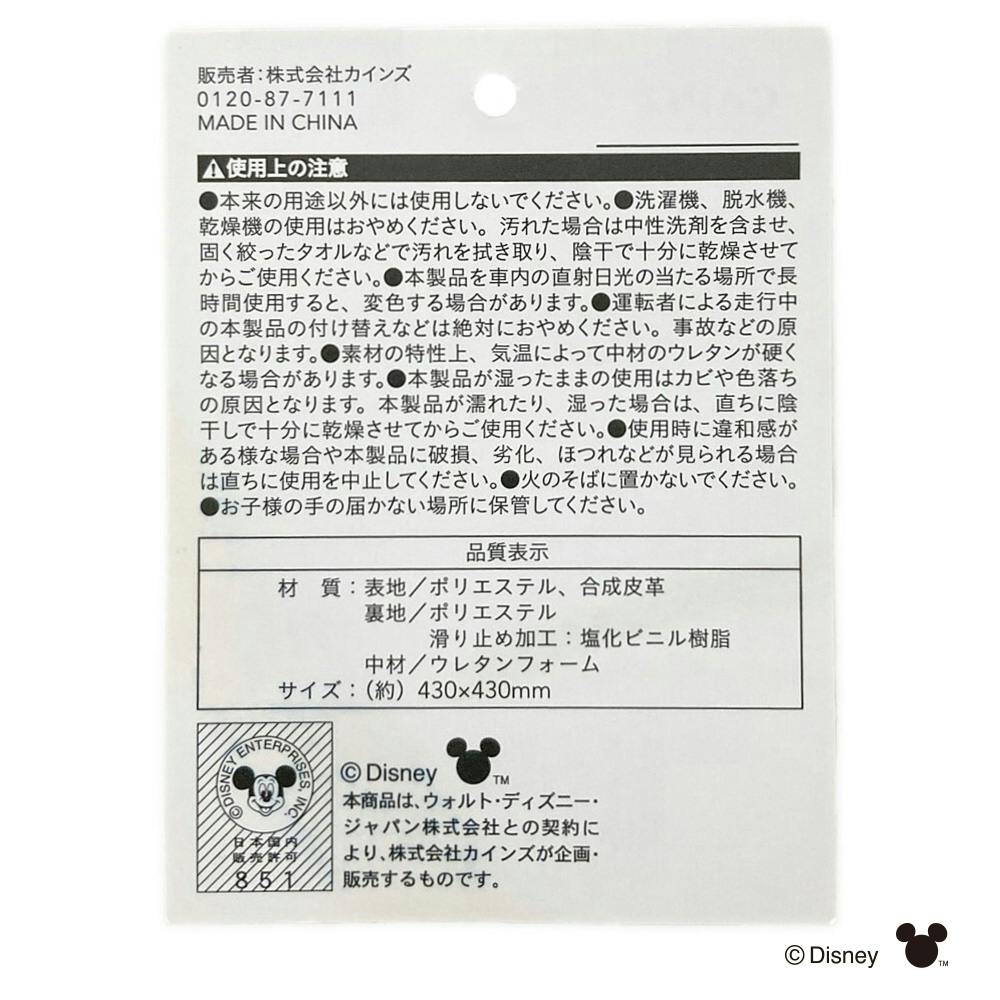 販売者：株式会社カインズ
0120-87-7111
MADE IN CHINA
使用上の注意
●本来の用途以外には使用しないでください。●洗濯機、脱水機、
乾燥機の使用はおやめください。汚れた場合は中性洗剤を含ませ、
固く絞ったタオルなどで汚れを拭き取り、陰干で十分に乾燥させて
からご使用ください。●本製品を車内の直射日光の当たる場所で長
時間使用すると、変色する場合があります。●運転者による走行中
の本製品の付け替えなどは絶対におやめください。事故などの原
因となります。●素材の特性上、気温によって中材のウレタンが硬く
なる場合があります。●本製品が湿ったままの使用はカビや色落ち
の原因となります。本製品が濡れたり、湿った場合は、直ちに陰
干しで十分に乾燥させてからご使用ください。●使用時に違和感が
ある様な場合や本製品に破損、劣化、ほつれなどが見られる場合
は直ちに使用を中止してください。●火のそばに置かないでください。
●お子様の手の届かない場所に保管してください。
品質表示
材　質：表地／ポリエステル、合成皮革
裏地／ポリエステル
滑り止め加工：塩化ビニル樹脂
中材／ウレタンフォーム
サイズ：（約）430×430mm
©DISNEY ENTERPRISES, INC.
日本国内
販売許可
851
©Disney TM
本商品は、ウォルト・ディズニー・
ジャパン株式会社との契約に
より、株式会社カインズが企画・
販売するものです。
©Disney TM